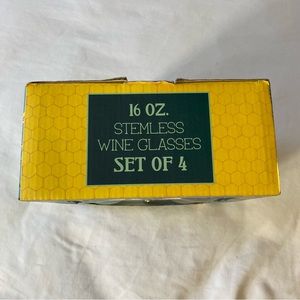 16 OZ.
STEMLESS
WINE GLASSES
SET OF 4